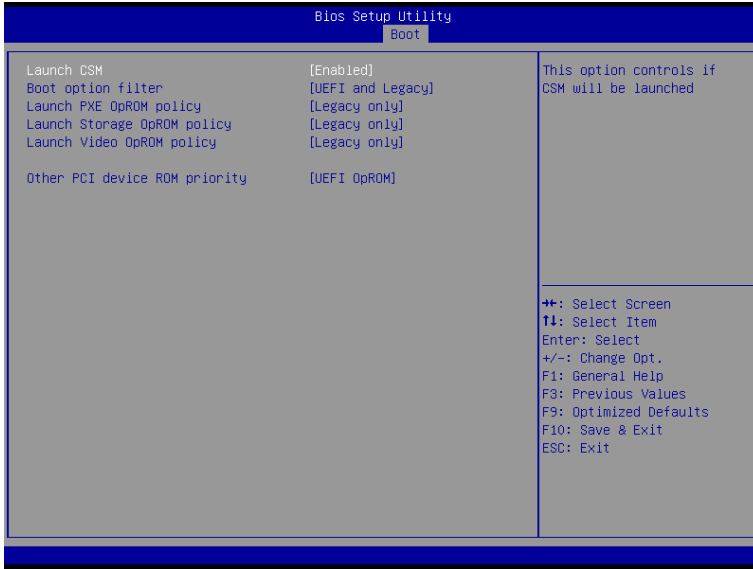 Bios Setup Utility
Boot
Launch CSM [Enabled]
Boot option filter [UEFI and Legacy]
Launch PXE OpROM policy [Legacy only]
Launch Storage OpROM policy [Legacy only]
Launch Video OpROM policy [Legacy only]
Other PCI device ROM priority [UEFI OpROM]
This option controls if
CSM will be launched
→←: Select Screen
↑↓: Select Item
Enter: Select
+/-: Change Opt.
F1: General Help
F3: Previous Values
F9: Optimized Defaults
F10: Save & Exit
ESC: Exit